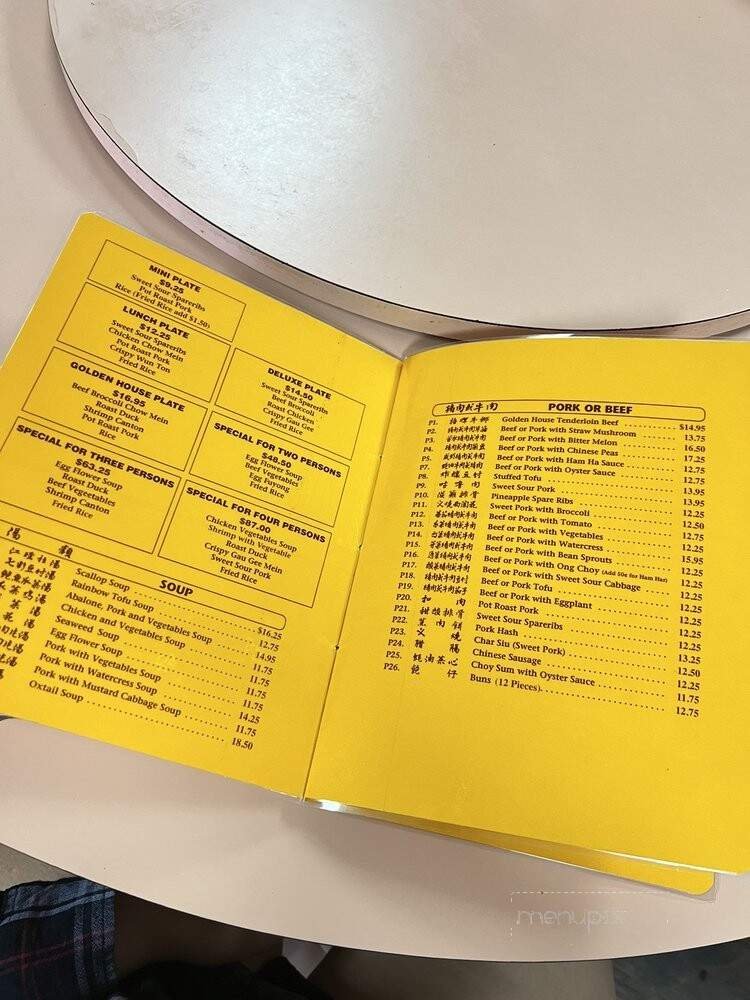 MINI PLATE
$9.25
Sweet Sour Spareribs
Pot Roast Pork
Rice (Fried Rice add $1.50)
LUNCH PLATE
$12.25
Sweet Sour Spareribs
Chicken Chow Mein
Pot Roast Pork
Crispy Wun Ton
Fried Rice
DELUXE PLATE
$14.50
Sweet Sour Spareribs
Beef Broccoli
Roast Chicken
Crispy Gau Gee
Fried Rice
GOLDEN HOUSE PLATE
$16.95
Beef Broccoli Chow Mein
Roast Duck
Shrimp Canton
Pot Roast Pork
Rice
SPECIAL FOR TWO PERSONS
$48.50
Egg Flower Soup
Beef Vegetables
Egg Fuyong
Fried Rice
SPECIAL FOR THREE PERSONS
$63.25
Egg Flower Soup
Roast Duck
Beef Vegeetables
Shrimp Canton
Fried Rice
SPECIAL FOR FOUR PERSONS
$87.00
Chicken Vegetables Soup
Shrimp with Vegetable
Roast Duck
Crispy Gau Gee Mein
Sweet Sour Pork
Fried Rice
湯 類 SOUP
Scallop Soup $16.25
Rainbow Tofu Soup 12.75
Abalone, Pork and Vegetables Soup 14.95
Chicken and Vegetables Soup 11.75
Seaweed Soup 11.75
Egg Flower Soup 11.75
Pork with Vegetables Soup 11.75
Pork with Watercress Soup 14.25
Pork with Mustard Cabbage Soup 11.75
Oxtail Soup 18.50
豬肉或牛肉 PORK OR BEEF
P1. Golden House Tenderloin Beef $14.95
P2. Beef or Pork with Straw Mushroom 13.75
P3. Beef or Pork with Bitter Melon 16.50
P4. Beef or Pork with Chinese Peas 17.25
P5. Beef or Pork with Ham Ha Sauce 12.75
P7. Beef or Pork with Oyster Sauce 12.75
P8. Stuffed Tofu 13.95
P9. Sweet Sour Pork 13.95
P10. Pineapple Spare Ribs 12.25
P11. Sweet Pork with Broccoli 12.50
P12. Beef or Pork with Tomato 12.75
P13. Beef or Pork with Vegetables 12.25
P14. Beef or Pork with Watercress 15.95
P15. Beef or Pork with Bean Sprouts 12.25
P16. Beef or Pork with Ong Choy (Add 50¢ for Ham Har) 12.25
P17. Beef or Pork with Sweet Sour Cabbage 12.25
P18. Beef or Pork Tofu 12.25
P19. Beef or Pork with Eggplant 12.25
P20. Pot Roast Pork 12.25
P21. Sweet Sour Spareribs 12.25
P22. Pork Hash 12.25
P23. Char Siu (Sweet Pork) 13.25
P24. Chinese Sausage 12.50
P25. 蚝油菜心 Choy Sum with Oyster Sauce 12.25
P26. Buns (12 Pieces) 11.75
12.75
menupix